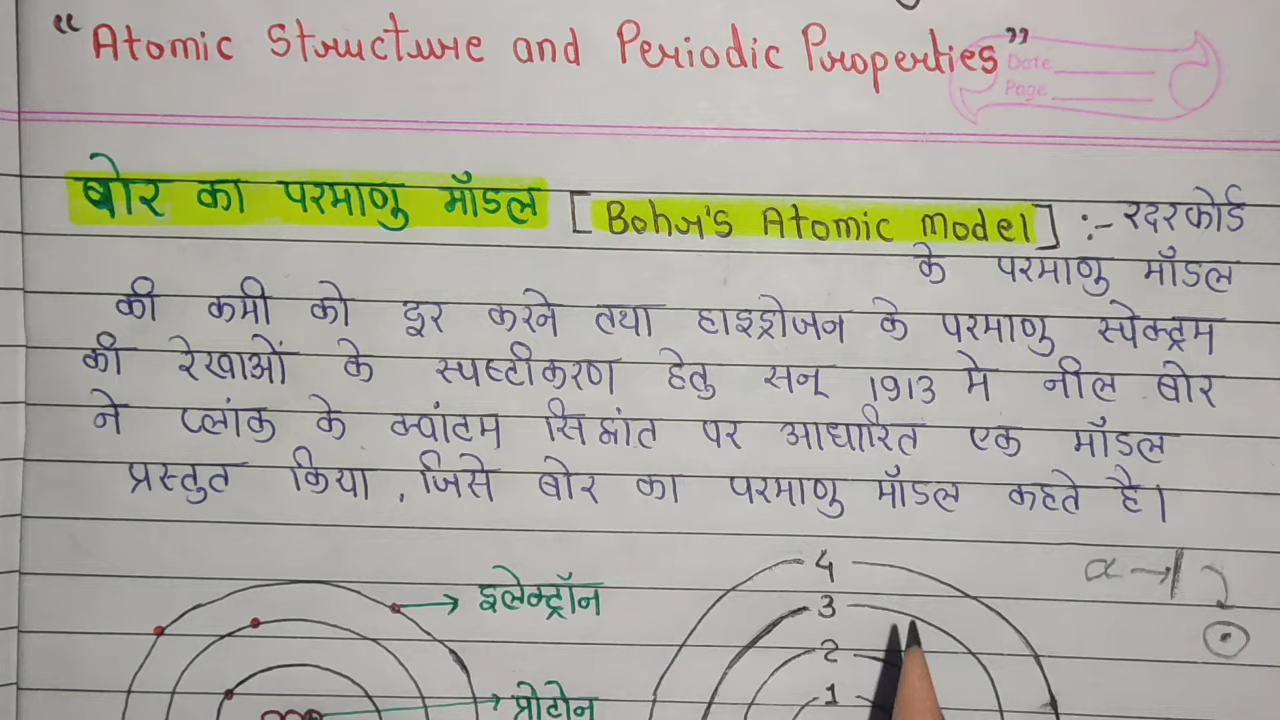 “Atomic Structure and Periodic Properties”
Date
Page
बोर का परमाणु मॉडल [Bohr's Atomic Model] :- रदरफोर्ड
के परमाणु मॉडल
की कमी को दूर करने तथा हाइड्रोजन के परमाणु स्पेक्ट्रम
की रेखाओं के स्पष्टीकरण हेतु सन् 1913 मे नील बोर
ने प्लांक के क्वांटम सिद्धांत पर आधारित एक मॉडल
प्रस्तुत किया, जिसे बोर का परमाणु मॉडल कहते है।
4
α→
इलेक्ट्रॉन
3
2
1
प्रोटोन